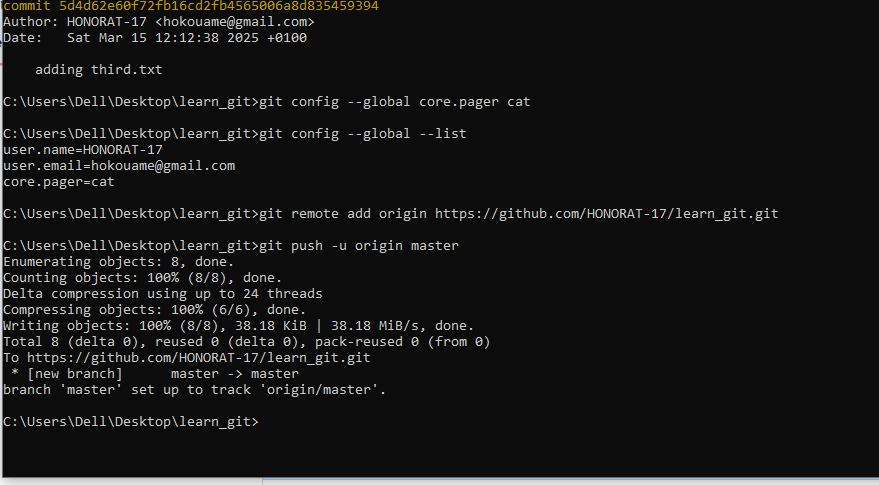 commit 5d4d62e60f72fb16cd2fb4565006a8d835459394
Author: HONORAT-17 <hokouame@gmail.com>
Date:   Sat Mar 15 12:12:38 2025 +0100
    adding third.txt
C:\Users\Dell\Desktop\learn_git>git config --global core.pager cat
C:\Users\Dell\Desktop\learn_git>git config --global --list
user.name=HONORAT-17
user.email=hokouame@gmail.com
core.pager=cat
C:\Users\Dell\Desktop\learn_git>git remote add origin https://github.com/HONORAT-17/learn_git.git
C:\Users\Dell\Desktop\learn_git>git push -u origin master
Enumerating objects: 8, done.
Counting objects: 100% (8/8), done.
Delta compression using up to 24 threads
Compressing objects: 100% (6/6), done.
Writing objects: 100% (8/8), 38.18 KiB | 38.18 MiB/s, done.
Total 8 (delta 0), reused 0 (delta 0), pack-reused 0 (from 0)
To https://github.com/HONORAT-17/learn_git.git
 * [new branch]      master -> master
branch 'master' set up to track 'origin/master'.
C:\Users\Dell\Desktop\learn_git>